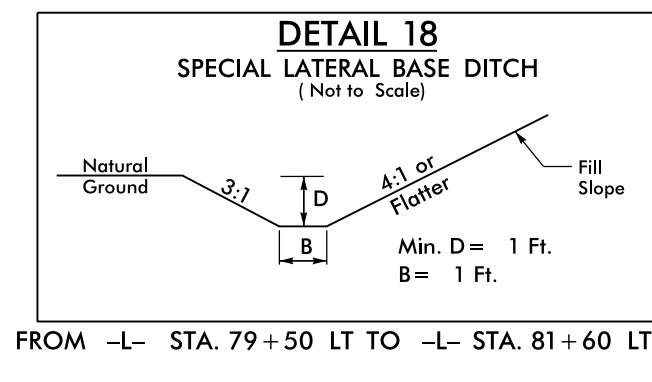 DETAIL 18
SPECIAL LATERAL BASE DITCH
( Not to Scale)
Natural
Ground
3:1
D
B
4:1 or
Flatter
Fill
Slope
Min. D = 1 Ft.
B = 1 Ft.
FROM –L– STA. 79+50 LT TO –L– STA. 81+60 LT